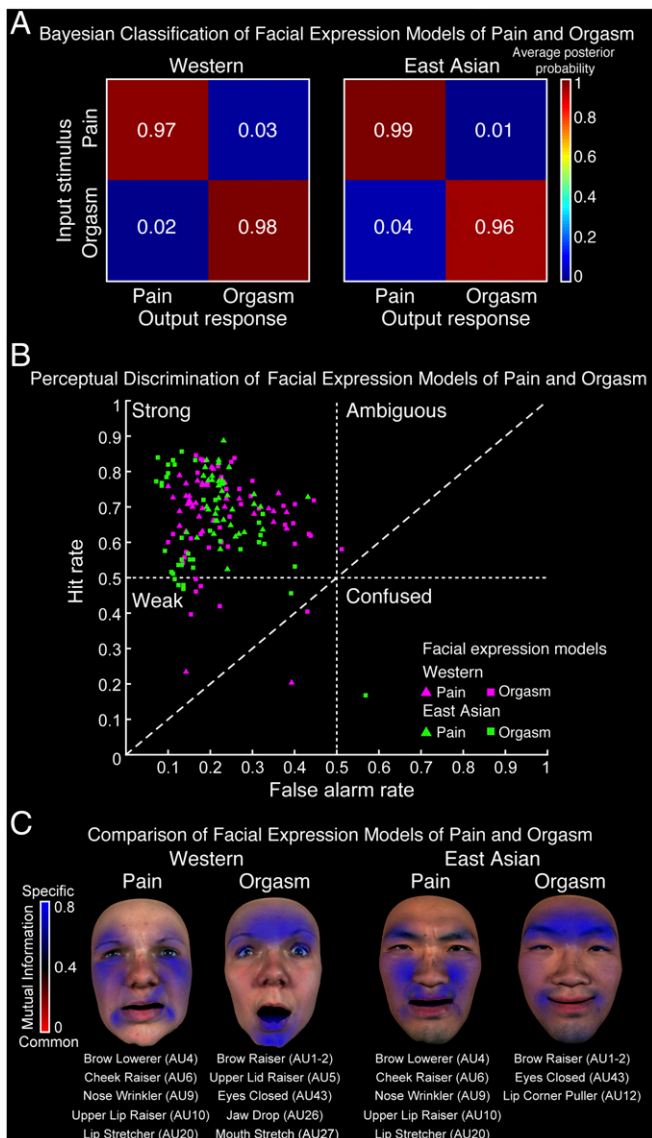 A
Bayesian Classification of Facial Expression Models of Pain and Orgasm
Western
East Asian
Average posterior
probability
Input stimulus
Pain
Orgasm
0.97
0.03
0.99
0.01
0.02
0.98
0.04
0.96
1
0.8
0.6
0.4
0.2
0
Pain
Orgasm
Pain
Orgasm
Output response
Output response
B
Perceptual Discrimination of Facial Expression Models of Pain and Orgasm
Strong
Ambiguous
Weak
Confused
Hit rate
1
0.9
0.8
0.7
0.6
0.5
0.4
0.3
0.2
0.1
0
Facial expression models
Western
Pain
Orgasm
East Asian
Pain
Orgasm
0.1
0.2
0.3
0.4
0.5
0.6
0.7
0.8
0.9
1
False alarm rate
C
Comparison of Facial Expression Models of Pain and Orgasm
Western
East Asian
Pain
Orgasm
Pain
Orgasm
Specific
Mutual Information
0.8
0.4
0
Common
Brow Lowerer (AU4)
Cheek Raiser (AU6)
Nose Wrinkler (AU9)
Upper Lip Raiser (AU10)
Lip Stretcher (AU20)
Brow Raiser (AU1-2)
Upper Lid Raiser (AU5)
Eyes Closed (AU43)
Jaw Drop (AU26)
Mouth Stretch (AU27)
Brow Lowerer (AU4)
Cheek Raiser (AU6)
Nose Wrinkler (AU9)
Upper Lip Raiser (AU10)
Lip Stretcher (AU20)
Brow Raiser (AU1-2)
Eyes Closed (AU43)
Lip Corner Puller (AU12)